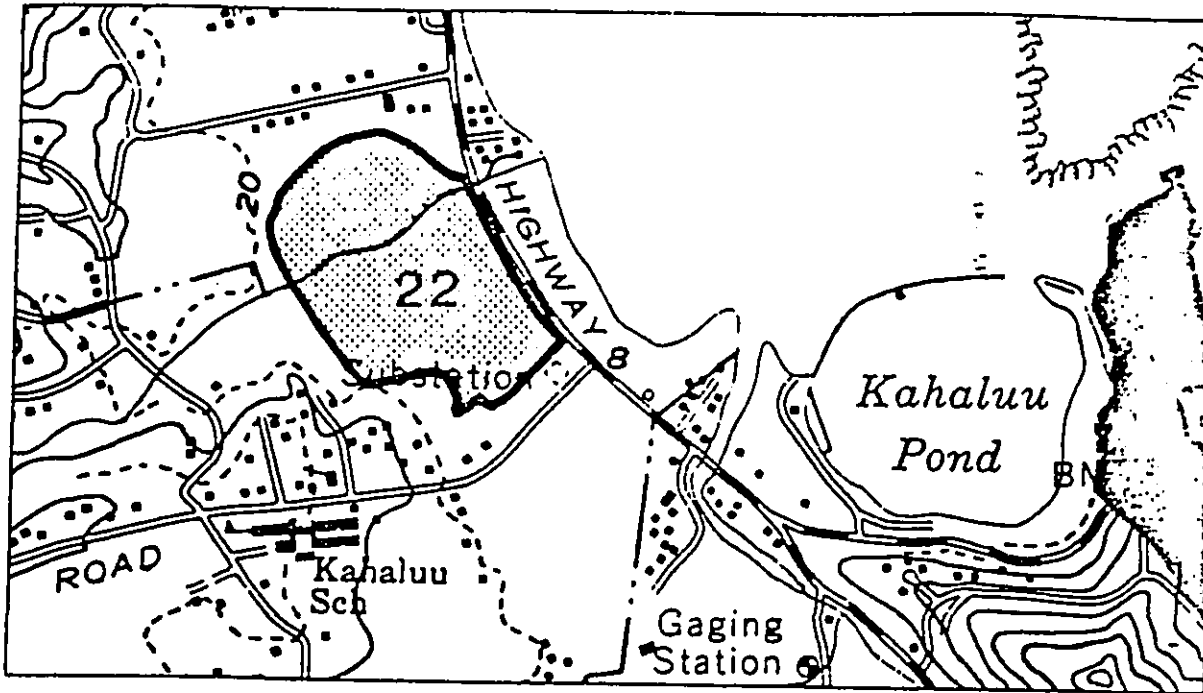 20
HIGHWAY 8
22
Substation
Kahaluu
Pond
BM
ROAD
Kahaluu
Sch
Gaging
Station